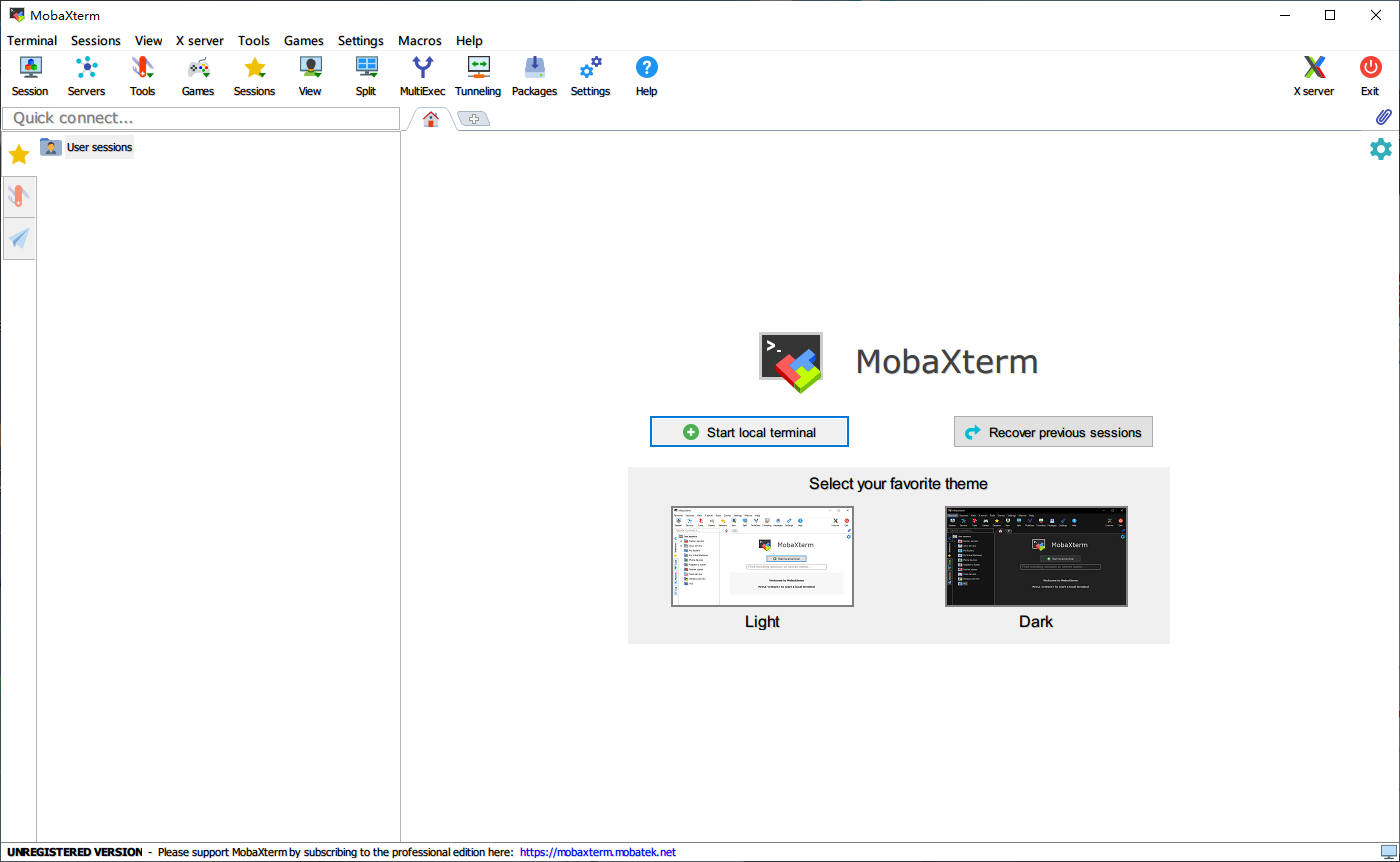 MobaXterm
Terminal Sessions View X server Tools Games Settings Macros Help
Session Servers Tools Games Sessions View Split MultiExec Tunneling Packages Settings Help X server Exit
Quick connect...
User sessions
>_ MobaXterm
Start local terminal Recover previous sessions
Select your favorite theme
MobaXterm MobaXterm
Light Dark
UNREGISTERED VERSION - Please support MobaXterm by subscribing to the professional edition here: https://mobaxterm.mobatek.net